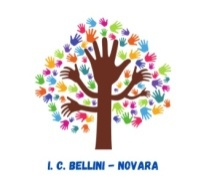 I. C. BELLINI - NOVARA